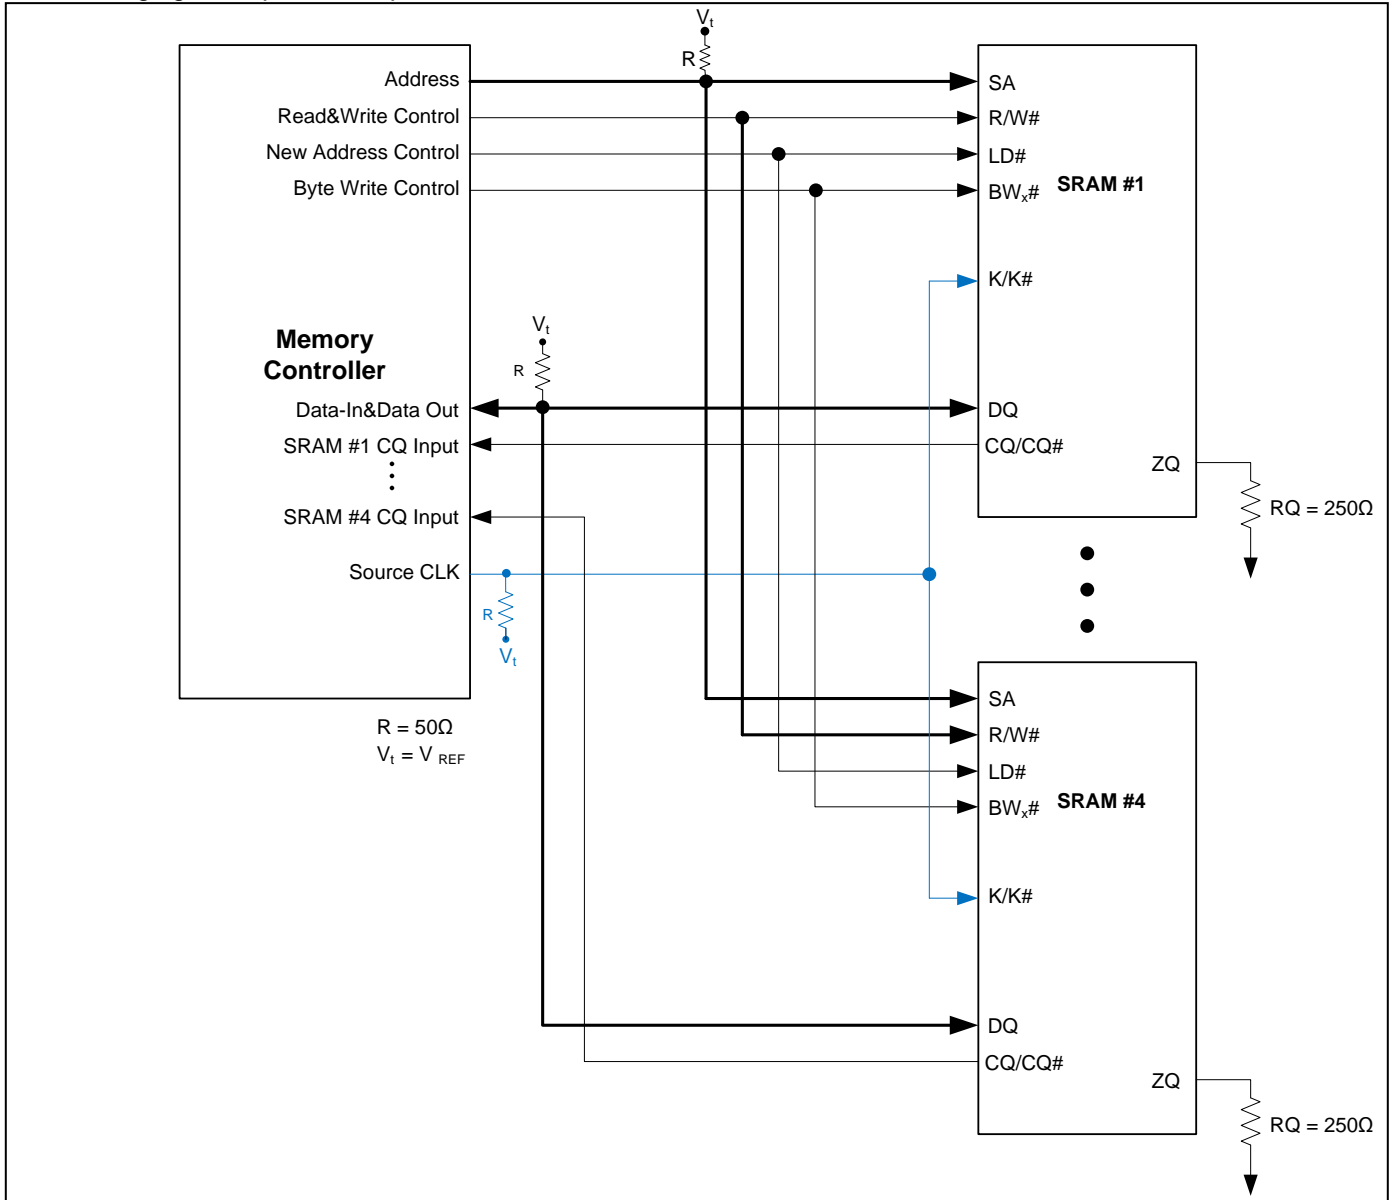 Vt
R
Address
Read&Write Control
New Address Control
Byte Write Control
SA
R/W#
LD#
BWx#
SRAM #1
K/K#
Vt
R
Memory
Controller
Data-In&Data Out
SRAM #1 CQ Input
SRAM #4 CQ Input
Source CLK
DQ
CQ/CQ#
ZQ
RQ = 250Ω
R
Vt
R = 50Ω
Vt = V REF
SA
R/W#
LD#
BWx#
SRAM #4
K/K#
DQ
CQ/CQ#
ZQ
RQ = 250Ω